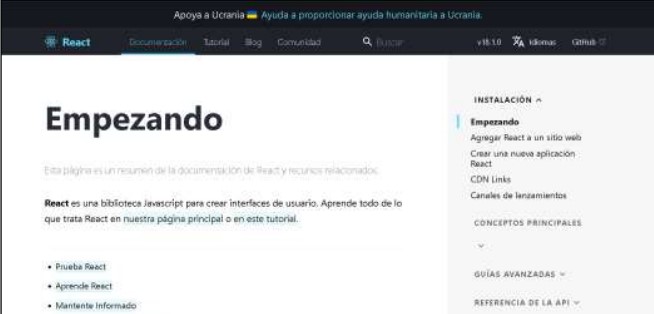 Apoya a Ucrania 🇺🇦 Ayuda a proporcionar ayuda humanitaria a Ucrania.
React Documentación Tutorial Blog Comunidad Buscar v18.1.0 Idiomas GitHub
Empezando
Esta página es un resumen de la documentación de React y recursos relacionados.
React es una biblioteca Javascript para crear interfaces de usuario. Aprende todo de lo
que trata React en nuestra página principal o en este tutorial.
• Prueba React
• Aprende React
• Mantente Informado
INSTALACIÓN
Empezando
Agregar React a un sitio web
Crear una nueva aplicación
React
CDN Links
Canales de lanzamientos
CONCEPTOS PRINCIPALES
GUÍAS AVANZADAS
REFERENCIA DE LA API